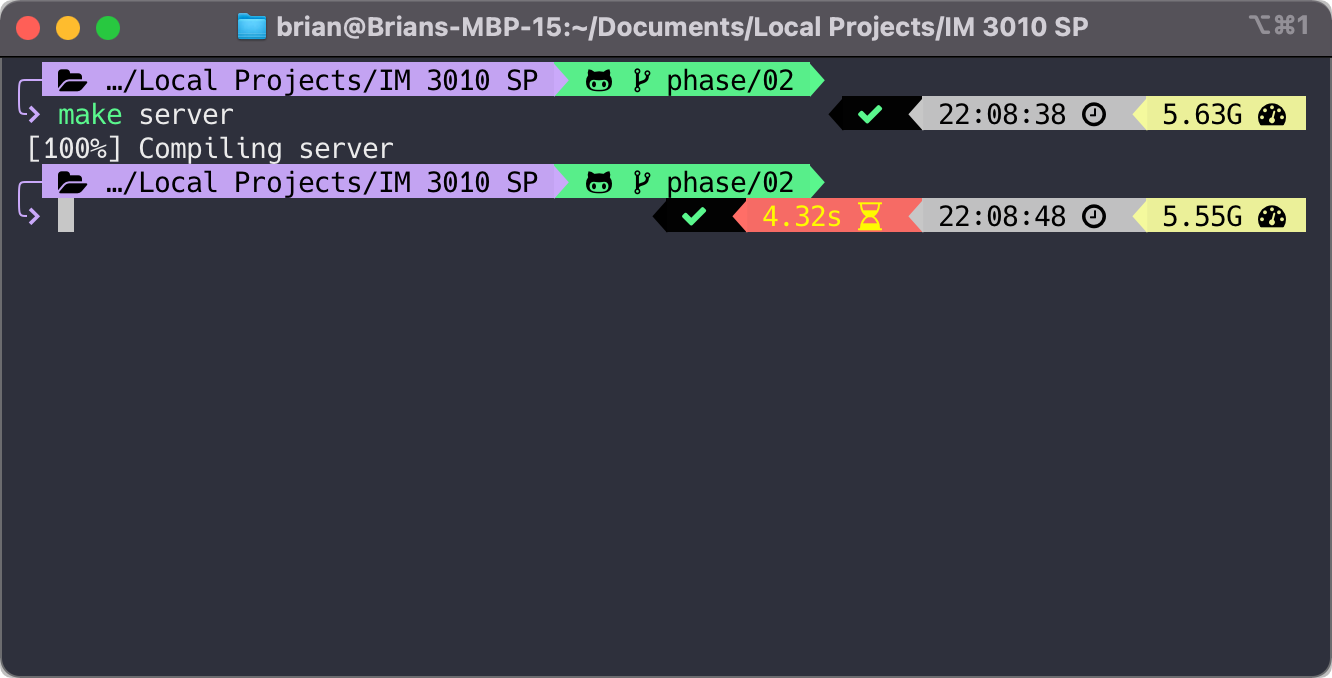 brian@Brians-MBP-15:~/Documents/Local Projects/IM 3010 SP ⌥⌘1
…/Local Projects/IM 3010 SP phase/02
make server 22:08:38 5.63G
[100%] Compiling server
…/Local Projects/IM 3010 SP phase/02
4.32s 22:08:48 5.55G